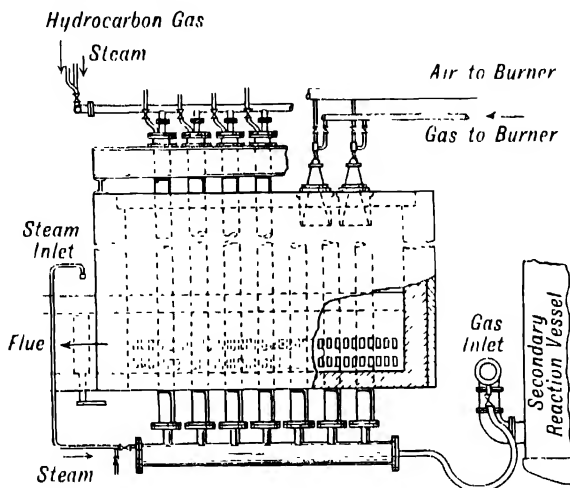 Hydrocarbon Gas
Steam
Air to Burner
Gas to Burner
Steam
Inlet
Flue
Gas
Inlet
Secondary
Reaction Vessel
Steam